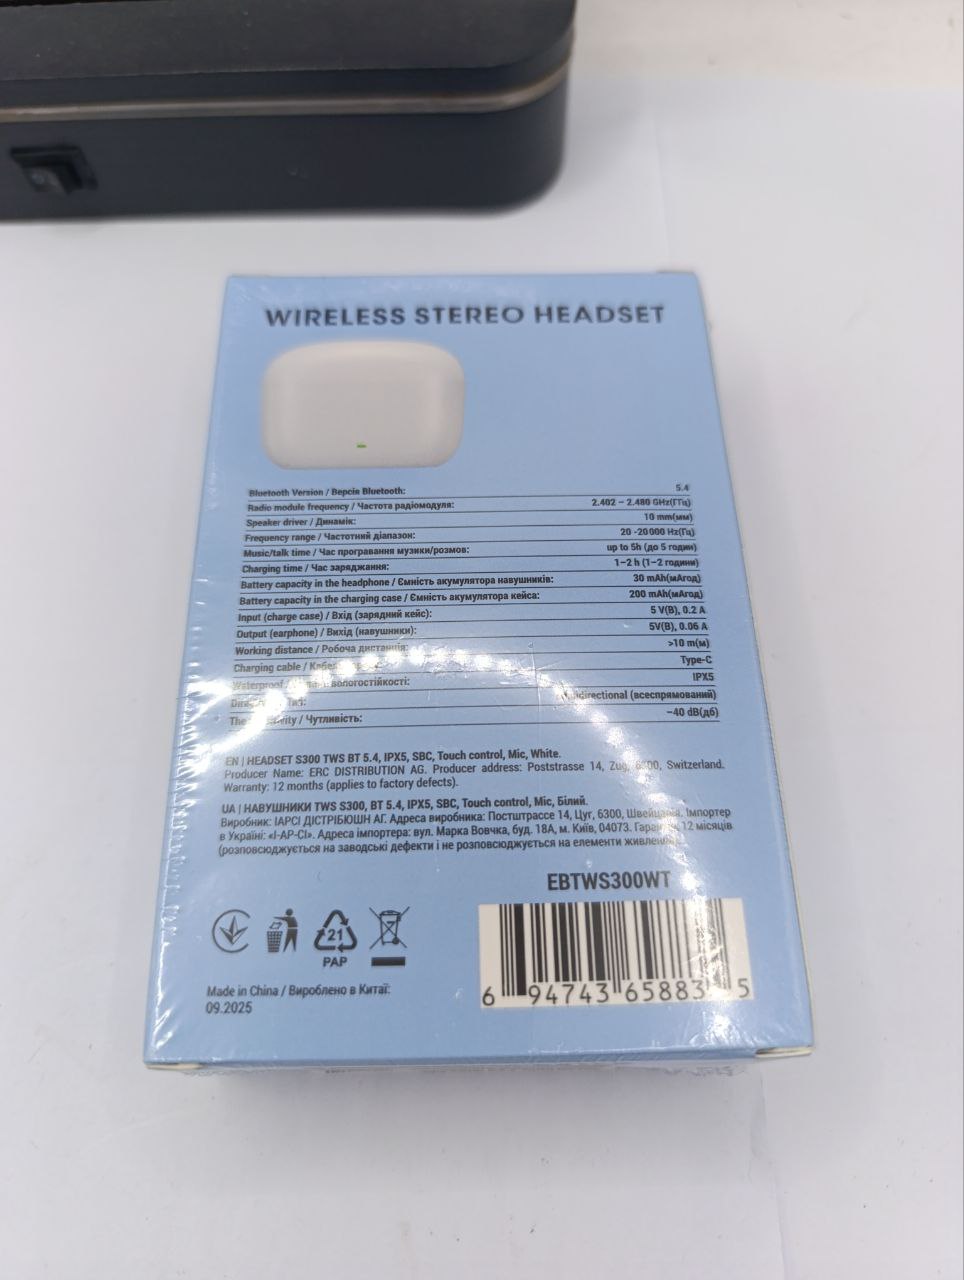 WIRELESS STEREO HEADSET
Bluetooth Version / Версія Bluetooth: 5.4
Radio module frequency / Частота радіомодуля: 2.402 – 2.480 GHz(ГГц)
Speaker driver / Динамік: 10 mm(мм)
Frequency range / Частотний діапазон: 20 -20000 Hz(Гц)
Music/talk time / Час програвання музики/розмов: up to 5h (до 5 годин)
Charging time / Час заряджання: 1–2 h (1–2 години)
Battery capacity in the headphone / Ємність акумулятора навушників: 30 mAh(мАгод)
Battery capacity in the charging case / Ємність акумулятора кейса: 200 mAh(мАгод)
Input (charge case) / Вхід (зарядний кейс): 5 V(В), 0.2 A
Output (earphone) / Вихід (навушники): 5V(В), 0.06 A
Working distance / Робоча дистанція: >10 m(м)
Charging cable / Type-C
Waterproof / вологостійкості: IPX5
(всеспрямований)
The / Чутливість: –40 dB(дб)
EN | HEADSET S300 TWS BT 5.4, IPX5, SBC, Touch control, Mic, White.
Producer Name: ERC DISTRIBUTION AG. Producer address: Poststrasse 14, Zug, 6300, Switzerland.
Warranty: 12 months (applies to factory defects).
UA | НАВУШНИКИ TWS S300, BT 5.4, IPX5, SBC, Touch control, Mic, Білий.
Виробник: ІАРСІ ДІСТРІБЮШН АГ. Адреса виробника: Постштрассе 14, Цуг, 6300, Швейцарія. Імпортер
в Україні: «І-АР-СІ». Адреса імпортера: вул. Марка Вовчка, буд. 18А, м. Київ, 04073. Гарантія 12 місяців
(розповсюджується на заводські дефекти і не розповсюджується на елементи живлення).
EBTWS300WT
21
PAP
6 94743 65883 5
Made in China / Вироблено в Китаї:
09.2025